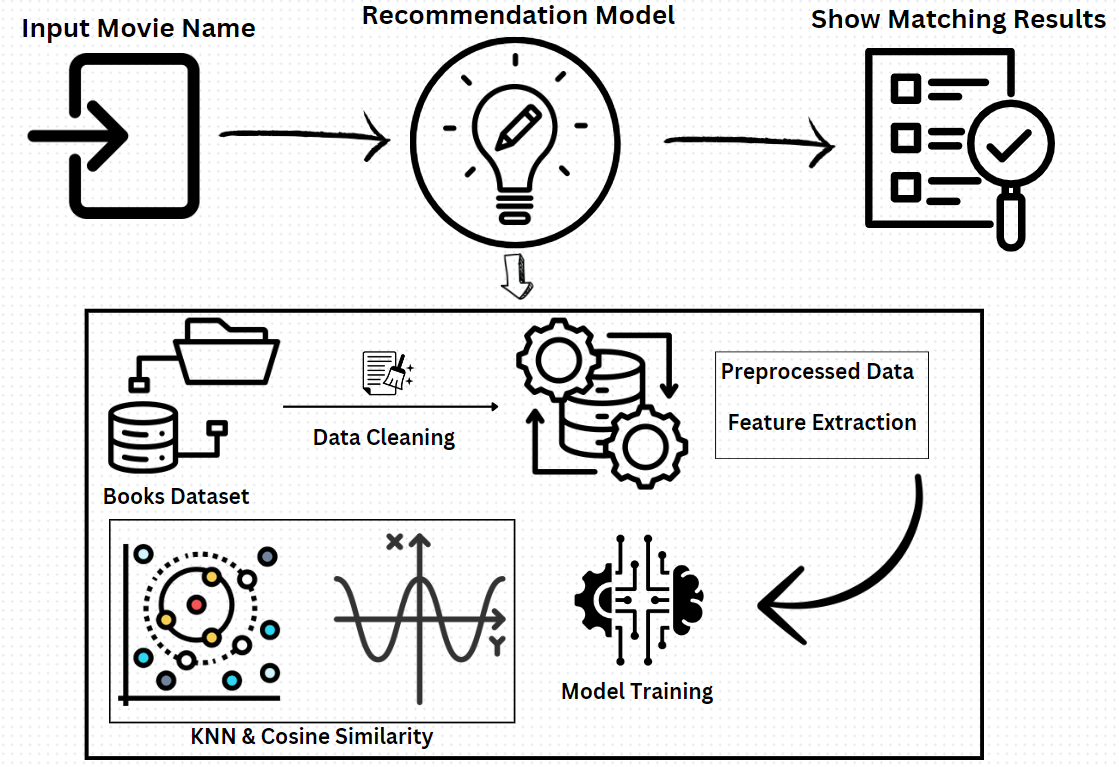 Input Movie Name
Recommendation Model
Show Matching Results
Data Cleaning
Preprocessed Data
Feature Extraction
Books Dataset
X
Y
KNN & Cosine Similarity
Model Training